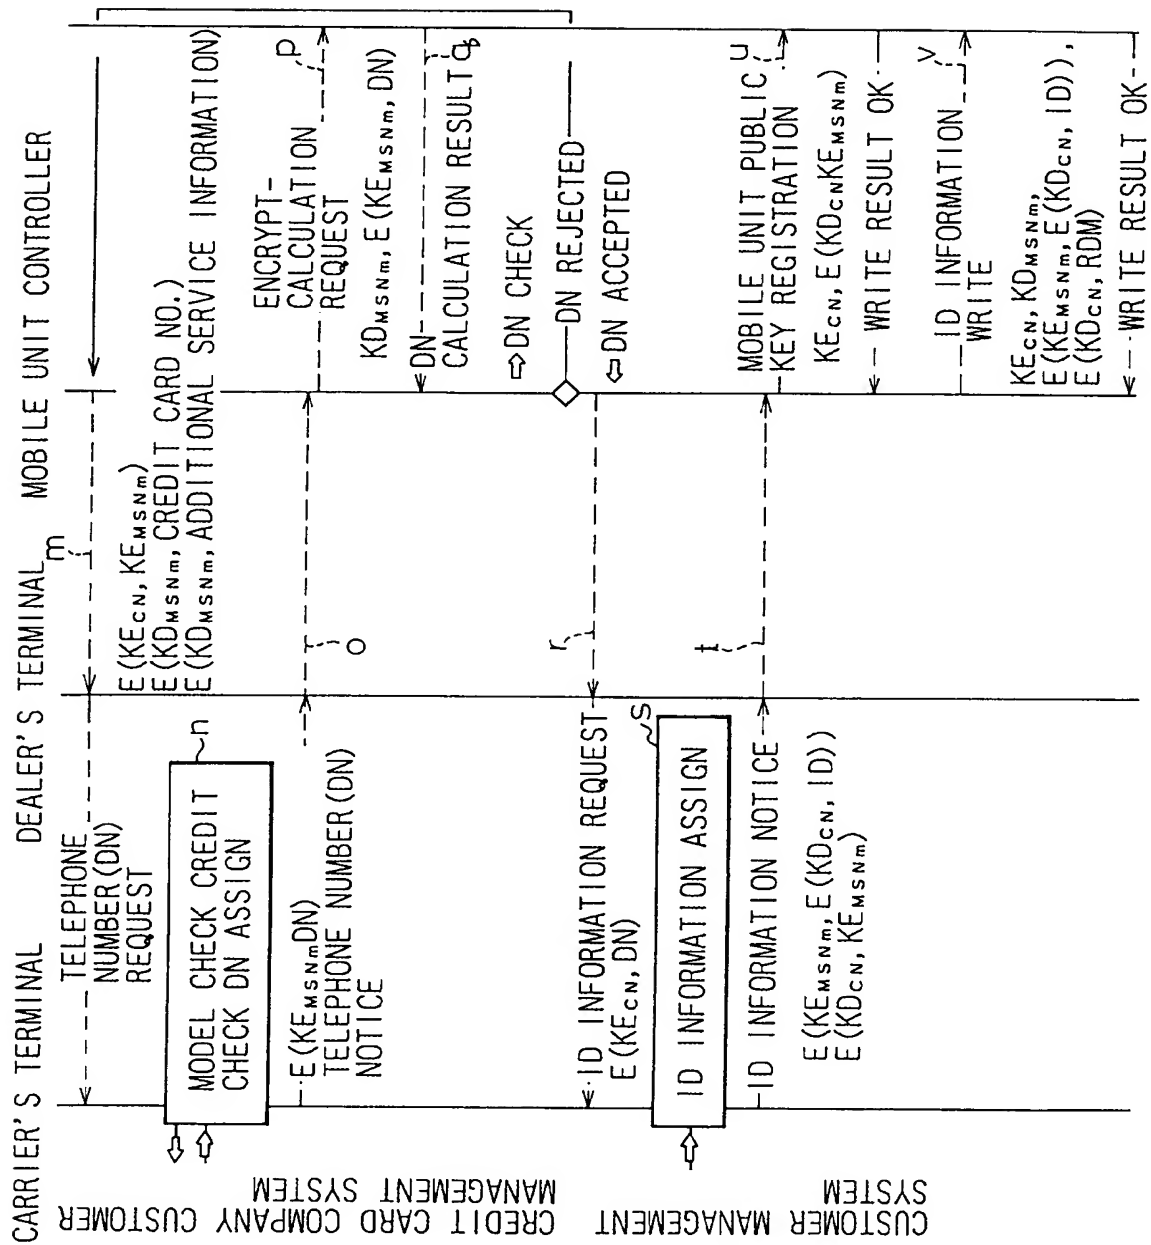 CARRIER'S TERMINAL
DEALER'S TERMINAL
MOBILE UNIT CONTROLLER
TELEPHONE
NUMBER(DN)
REQUEST
m
E(KECN, KEMSNm)
E(KDMSNm, CREDIT CARD NO.)
E(KDMSNm, ADDITIONAL SERVICE INFORMATION)
n
MODEL CHECK CREDIT
CHECK DN ASSIGN
E(KEMSNmDN)
TELEPHONE NUMBER(DN)
NOTICE
o
ENCRYPT-
CALCULATION
REQUEST
p
KDMSNm, E(KEMSNm, DN)
DN
CALCULATION RESULT
q
DN CHECK
DN REJECTED
DN ACCEPTED
ID INFORMATION REQUEST
E(KECN, DN)
r
s
ID INFORMATION ASSIGN
ID INFORMATION NOTICE
E(KEMSNm, E(KDCN, ID))
E(KDCN, KEMSNm)
t
MOBILE UNIT PUBLIC
KEY REGISTRATION
u
KECN, E(KDCNKEMSNm)
WRITE RESULT OK
ID INFORMATION
WRITE
v
KECN, KDMSNm,
E(KEMSNm, E(KDCN, ID)),
E(KDCN, RDM)
WRITE RESULT OK
CREDIT CARD COMPANY CUSTOMER
MANAGEMENT SYSTEM
CUSTOMER MANAGEMENT
SYSTEM